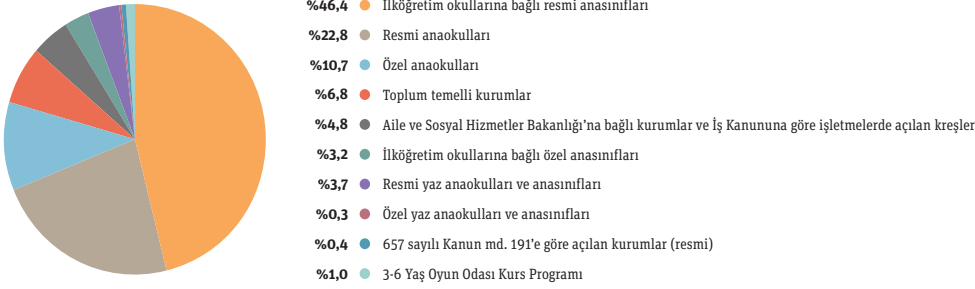 %46,4 İlköğretim okullarına bağlı resmi anasınıfları
%22,8 Resmi anaokulları
%10,7 Özel anaokulları
%6,8 Toplum temelli kurumlar
%4,8 Aile ve Sosyal Hizmetler Bakanlığı’na bağlı kurumlar ve İş Kanununa göre işletmelerde açılan kreşler
%3,2 İlköğretim okullarına bağlı özel anasınıfları
%3,7 Resmi yaz anaokulları ve anasınıfları
%0,3 Özel yaz anaokulları ve anasınıfları
%0,4 657 sayılı Kanun md. 191’e göre açılan kurumlar (resmi)
%1,0 3-6 Yaş Oyun Odası Kurs Programı